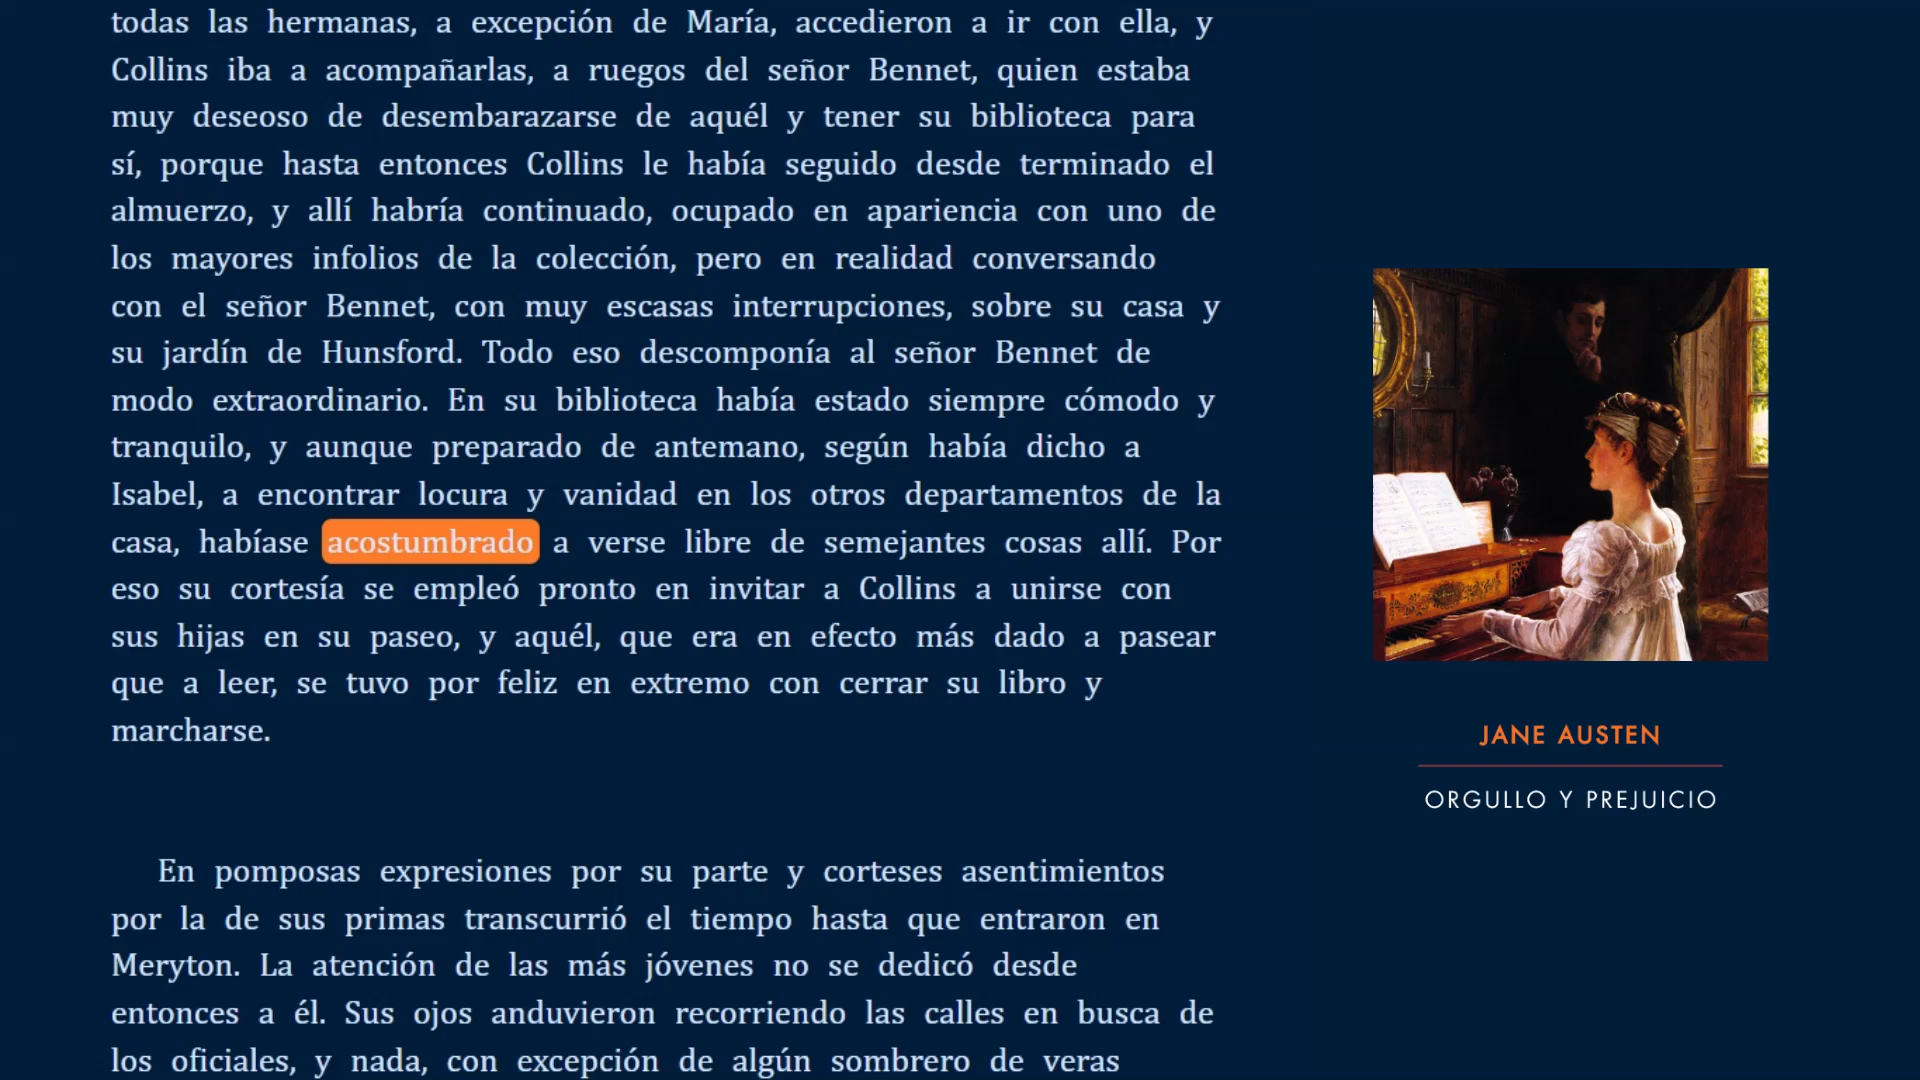 todas las hermanas, a excepción de María, accedieron a ir con ella, y
Collins iba a acompañarlas, a ruegos del señor Bennet, quien estaba
muy deseoso de desembarazarse de aquél y tener su biblioteca para
sí, porque hasta entonces Collins le había seguido desde terminado el
almuerzo, y allí habría continuado, ocupado en apariencia con uno de
los mayores infolios de la colección, pero en realidad conversando
con el señor Bennet, con muy escasas interrupciones, sobre su casa y
su jardín de Hunsford. Todo eso descomponía al señor Bennet de
modo extraordinario. En su biblioteca había estado siempre cómodo y
tranquilo, y aunque preparado de antemano, según había dicho a
Isabel, a encontrar locura y vanidad en los otros departamentos de la
casa, habíase acostumbrado a verse libre de semejantes cosas allí. Por
eso su cortesía se empleó pronto en invitar a Collins a unirse con
sus hijas en su paseo, y aquél, que era en efecto más dado a pasear
que a leer, se tuvo por feliz en extremo con cerrar su libro y
marcharse.
En pomposas expresiones por su parte y corteses asentimientos
por la de sus primas transcurrió el tiempo hasta que entraron en
Meryton. La atención de las más jóvenes no se dedicó desde
entonces a él. Sus ojos anduvieron recorriendo las calles en busca de
los oficiales, y nada, con excepción de algún sombrero de veras
JANE AUSTEN
ORGULLO Y PREJUICIO